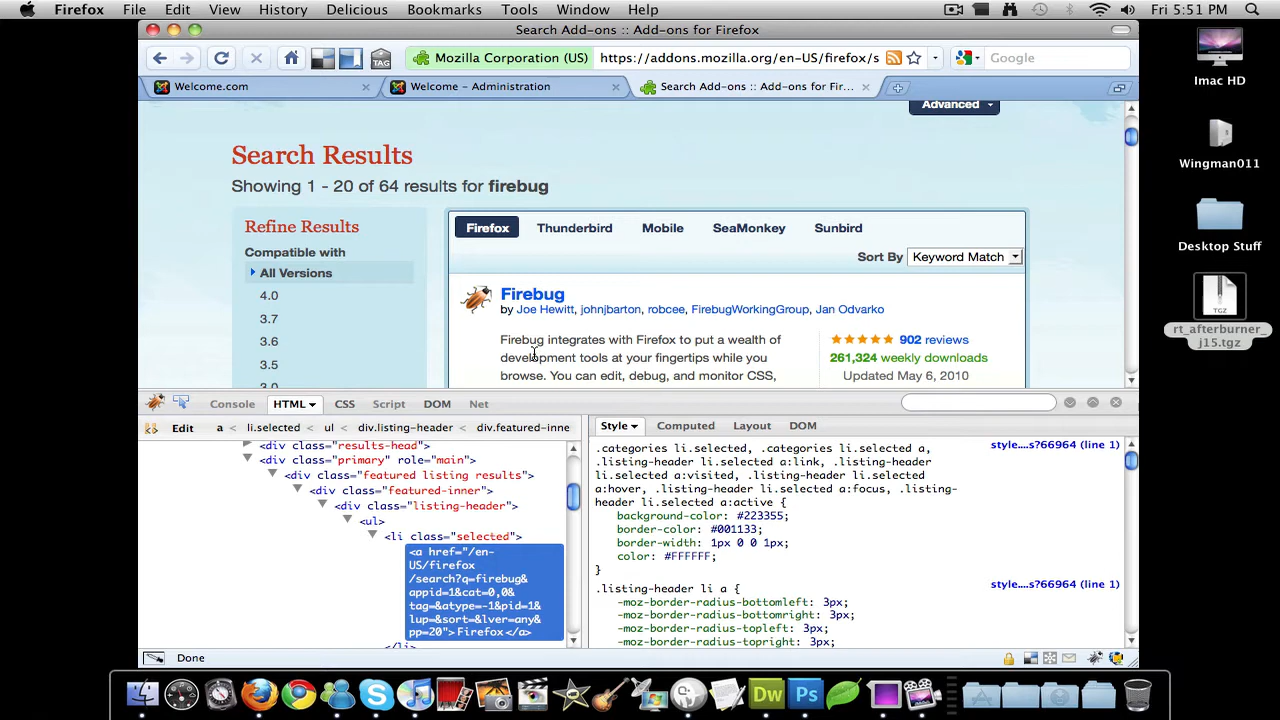 Firefox File Edit View History Delicious Bookmarks Tools Window Help Fri 5:51 PM
Search Add-ons :: Add-ons for Firefox
TAG Mozilla Corporation (US) https://addons.mozilla.org/en-US/firefox/s Google
Welcome.com Welcome - Administration Search Add-ons :: Add-ons for Fir...
Advanced
Search Results
Showing 1 - 20 of 64 results for firebug
Refine Results
Compatible with
All Versions
4.0
3.7
3.6
3.5
3.0
Firefox Thunderbird Mobile SeaMonkey Sunbird
Sort By Keyword Match
Firebug
by Joe Hewitt, johnjbarton, robcee, FirebugWorkingGroup, Jan Odvarko
Firebug integrates with Firefox to put a wealth of
development tools at your fingertips while you
browse. You can edit, debug, and monitor CSS,
902 reviews
261,324 weekly downloads
Updated May 6, 2010
Imac HD
Wingman011
Desktop Stuff
TGZ
rt_afterburner_
j15.tgz
Console HTML CSS Script DOM Net
Edit a < li.selected < ul < div.listing-header < div.featured-inne
<div class="results-head">
<div class="primary" role="main">
<div class="featured listing results">
<div class="featured-inner">
<div class="listing-header">
<ul>
<li class="selected">
<a href="/en-
US/firefox
/search?q=firebug&
appid=1&cat=0,0&
tag=&atype=-1&pid=1&
lup=&sort=&lver=any&
pp=20">Firefox</a>
</li>
Style Computed Layout DOM
.categories li.selected, .categories li.selected a,
.listing-header li.selected a:link, .listing-
header li.selected a:visited, .listing-header li.selected
a:hover, .listing-header li.selected a:focus, .listing-
header li.selected a:active {
background-color: #223355;
border-color: #001133;
border-width: 1px 0 0 1px;
color: #FFFFFF;
}
style....s?66964 (line 1)
.listing-header li a {
-moz-border-radius-bottomleft: 3px;
-moz-border-radius-bottomright: 3px;
-moz-border-radius-topleft: 3px;
-moz-border-radius-topright: 3px;
style....s?66964 (line 1)
Done
Dw Ps